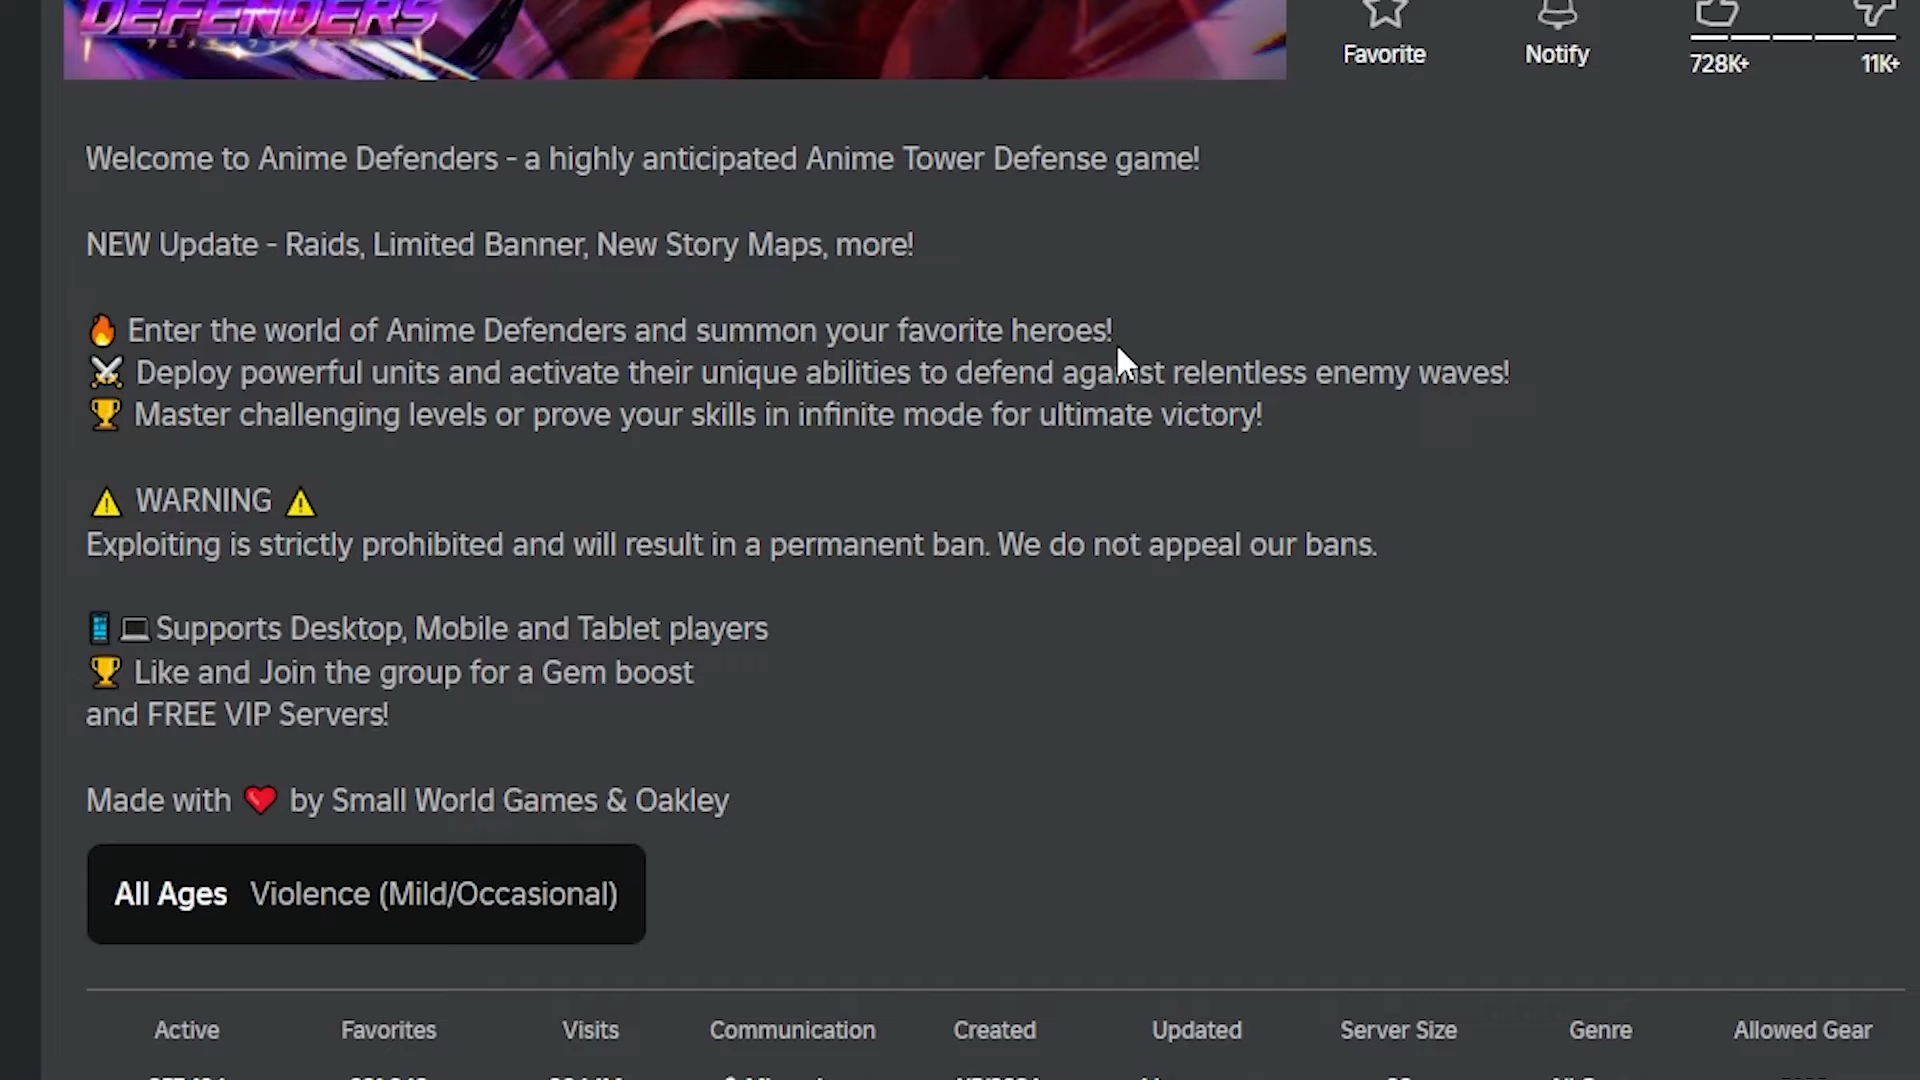 DEFENDERS
Favorite
Notify
728K+
11K+
Welcome to Anime Defenders - a highly anticipated Anime Tower Defense game!
NEW Update - Raids, Limited Banner, New Story Maps, more!
🔥 Enter the world of Anime Defenders and summon your favorite heroes!
⚔️ Deploy powerful units and activate their unique abilities to defend against relentless enemy waves!
🏆 Master challenging levels or prove your skills in infinite mode for ultimate victory!
⚠️ WARNING ⚠️
Exploiting is strictly prohibited and will result in a permanent ban. We do not appeal our bans.
📱💻Supports Desktop, Mobile and Tablet players
🏆 Like and Join the group for a Gem boost
and FREE VIP Servers!
Made with ❤️ by Small World Games & Oakley
All Ages Violence (Mild/Occasional)
Active Favorites Visits Communication Created Updated Server Size Genre Allowed Gear